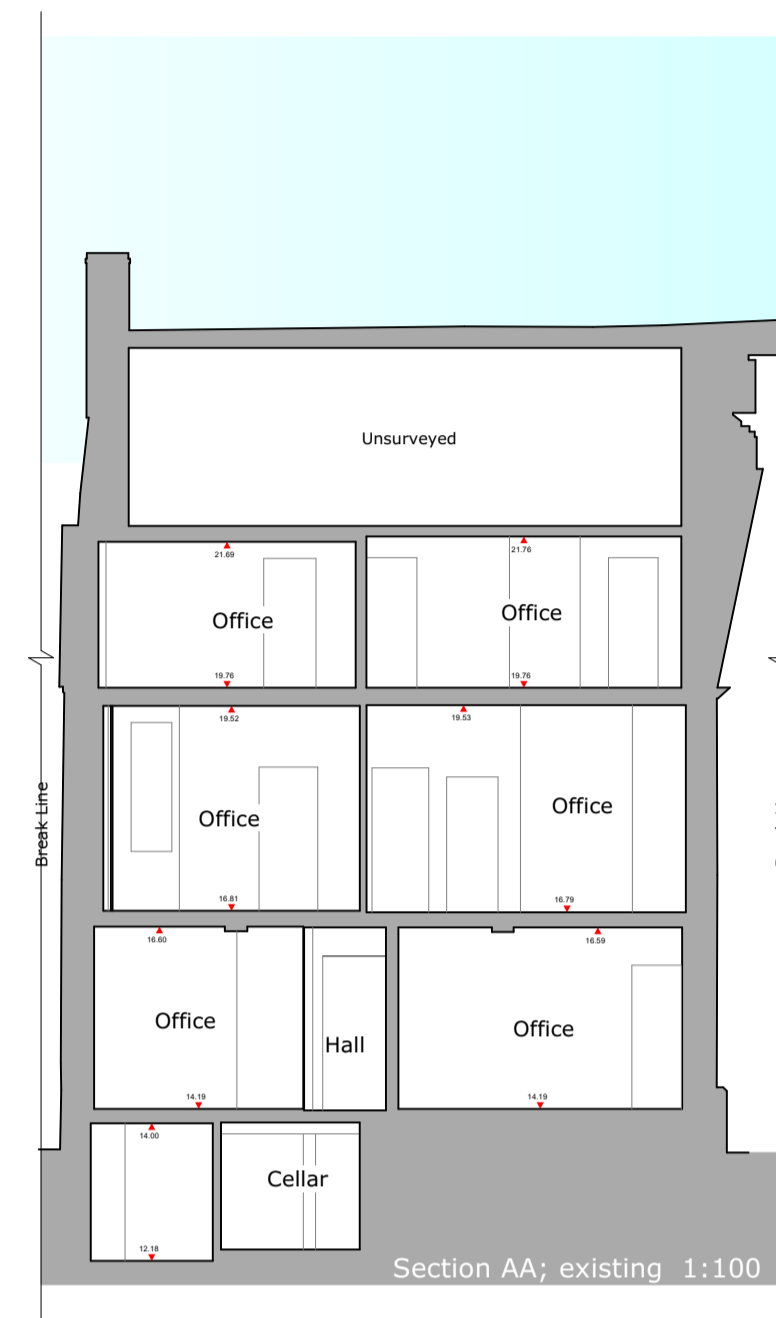 Unsurveyed
21.69
21.76
Office
Office
19.76
19.76
19.52
19.53
Office
Office
Break Line
16.81
16.79
16.60
16.59
Office
Hall
Office
14.19
14.19
14.00
Cellar
12.18
Section AA; existing 1:100